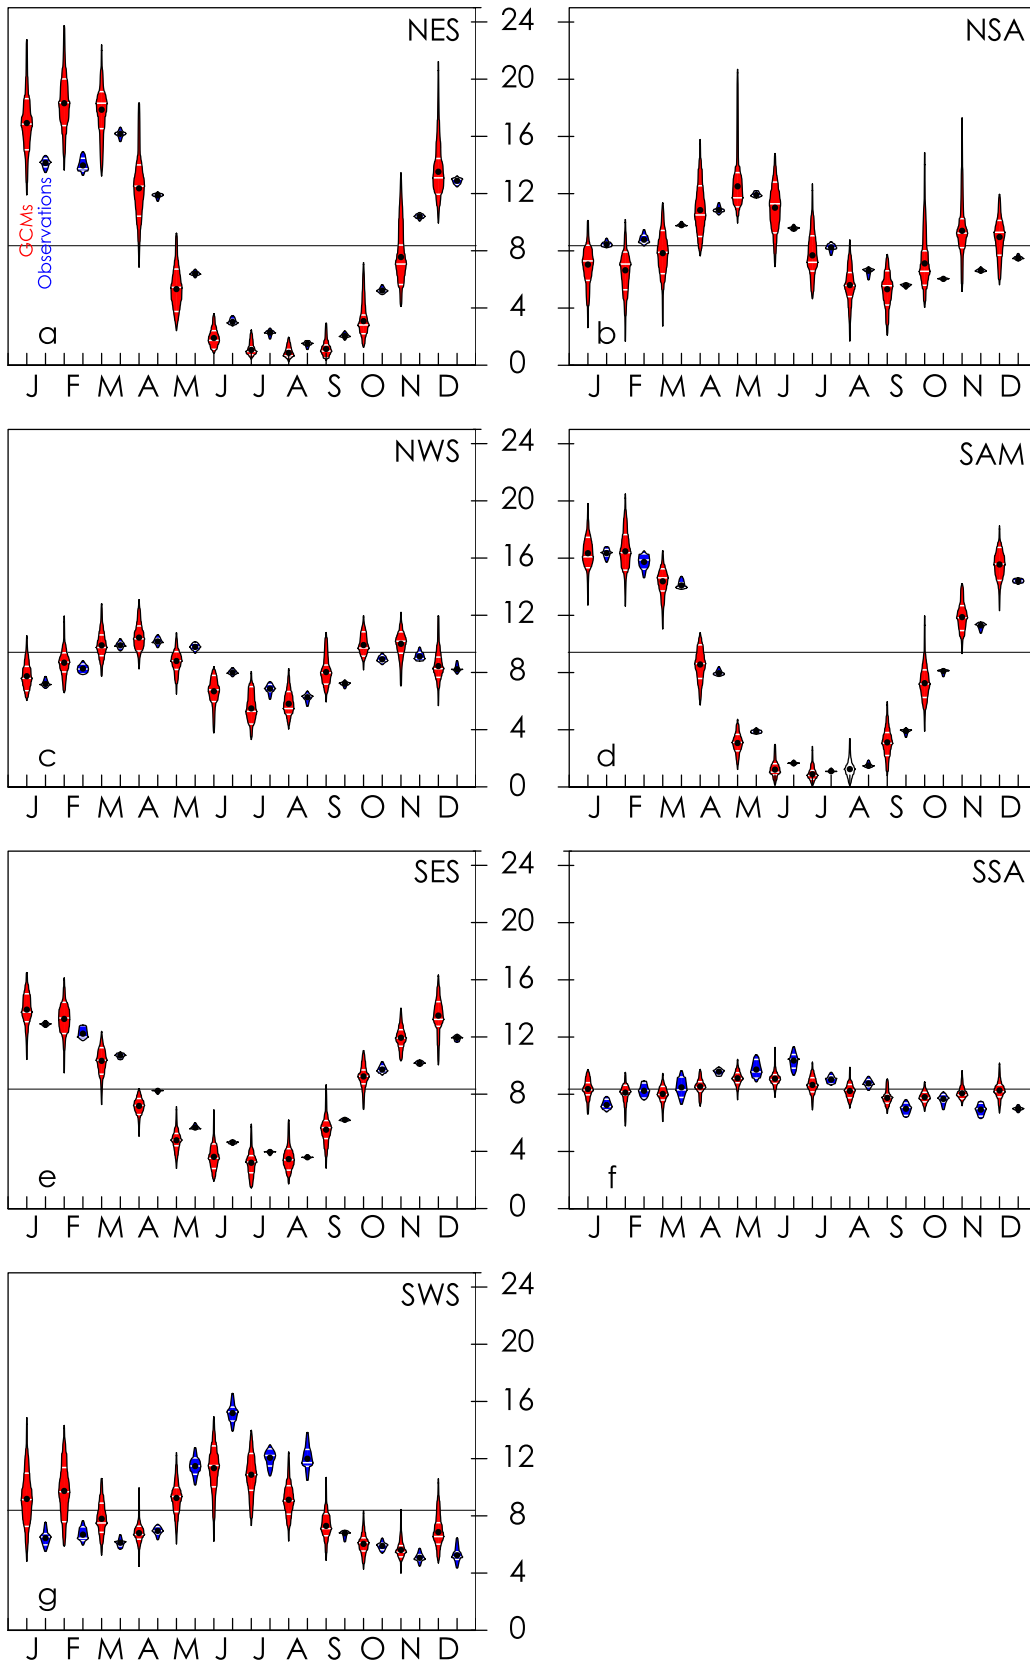 NES
24
NSA
20
16
12
GCMs
Observations
8
4
a
b
0
J F M A M J J A S O N D
J F M A M J J A S O N D
NWS
24
SAM
20
16
12
8
4
c
d
0
J F M A M J J A S O N D
J F M A M J J A S O N D
SES
24
SSA
20
16
12
8
4
e
f
0
J F M A M J J A S O N D
J F M A M J J A S O N D
SWS
24
20
16
12
8
4
g
0
J F M A M J J A S O N D